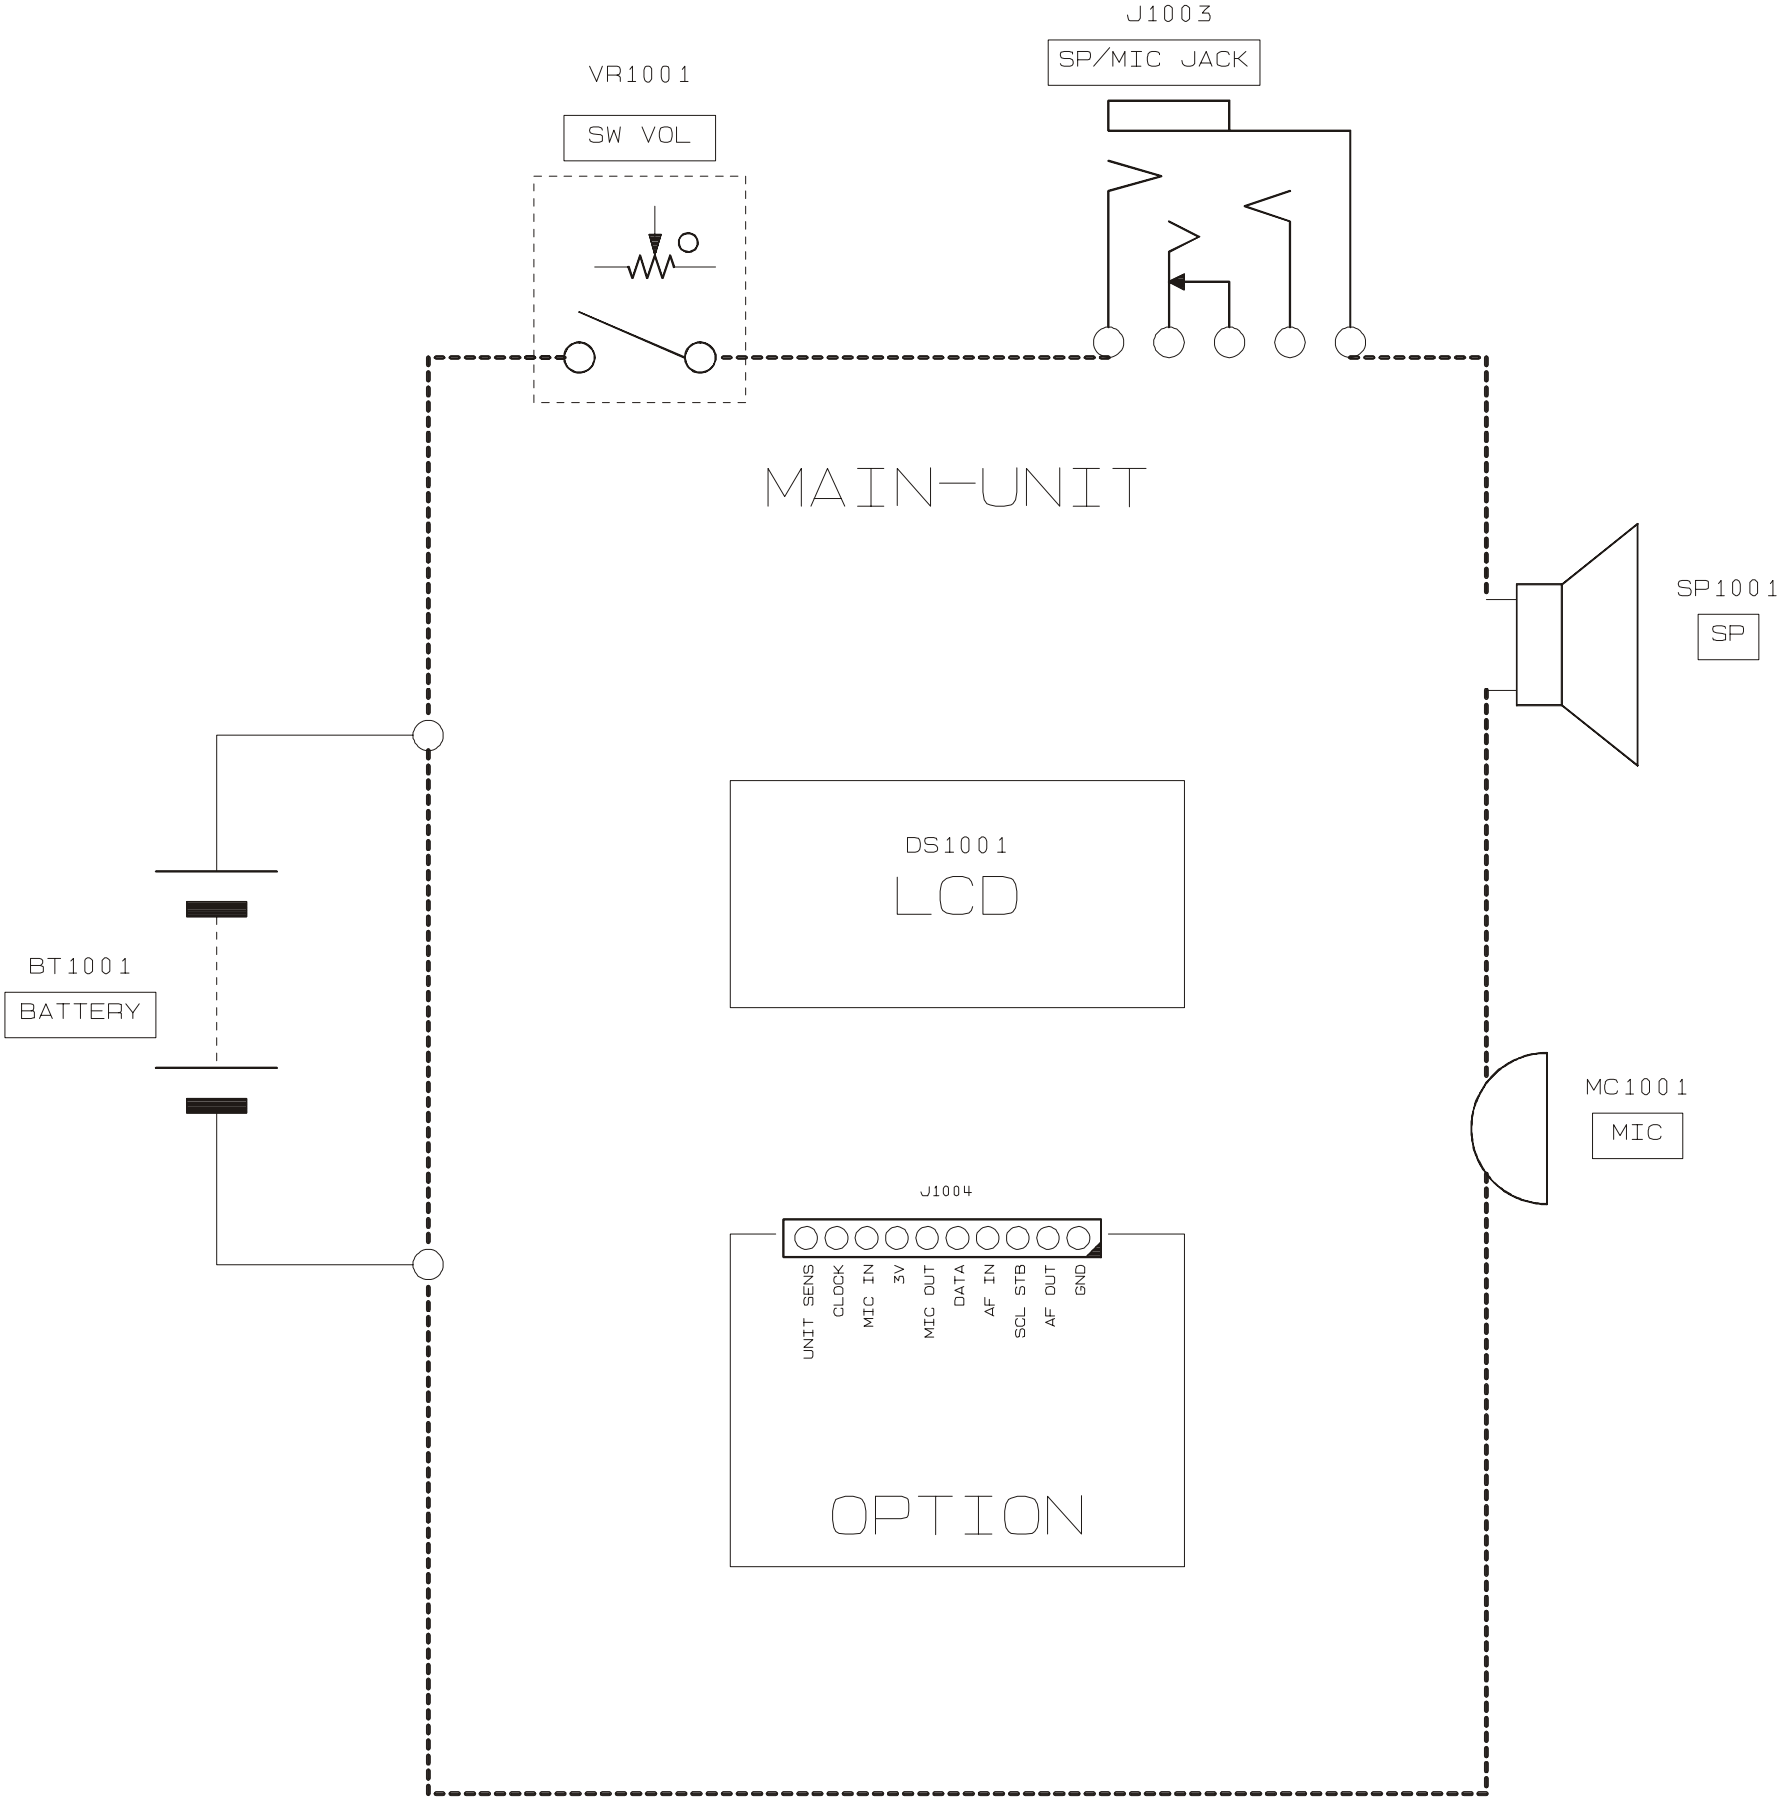 J1003
SP/MIC JACK
VR1001
SW VOL
MAIN-UNIT
SP1001
SP
DS1001
LCD
BT1001
BATTERY
MC1001
MIC
J1004
UNIT SENS
CLOCK
MIC IN
3V
MIC OUT
DATA
AF IN
SCL STB
AF OUT
GND
OPTION